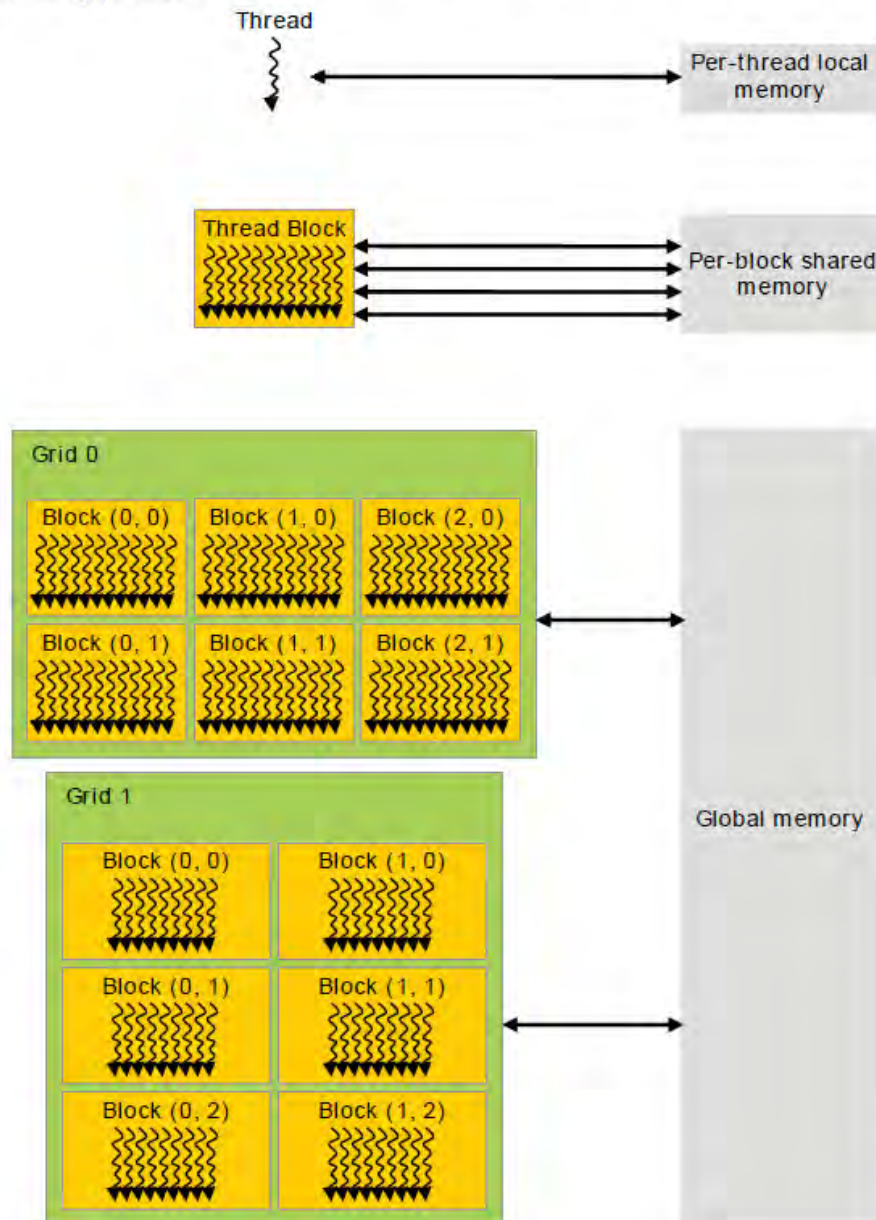 Thread
Per-thread local
memory
Thread Block
Per-block shared
memory
Grid 0
Block (0, 0)
Block (1, 0)
Block (2, 0)
Block (0, 1)
Block (1, 1)
Block (2, 1)
Grid 1
Global memory
Block (0, 0)
Block (1, 0)
Block (0, 1)
Block (1, 1)
Block (0, 2)
Block (1, 2)